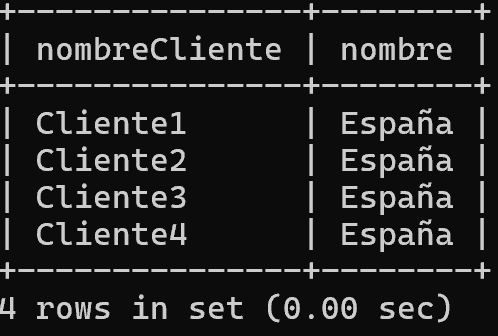 +---------------+---------+
| nombreCliente | nombre |
+---------------+---------+
| Cliente1 | España |
| Cliente2 | España |
| Cliente3 | España |
| Cliente4 | España |
+---------------+---------+
4 rows in set (0.00 sec)